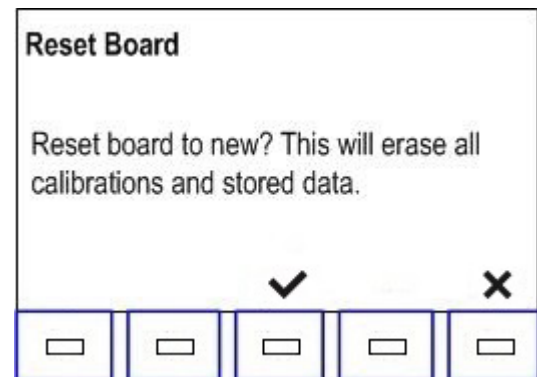 Reset Board
Reset board to new? This will erase all
calibrations and stored data.